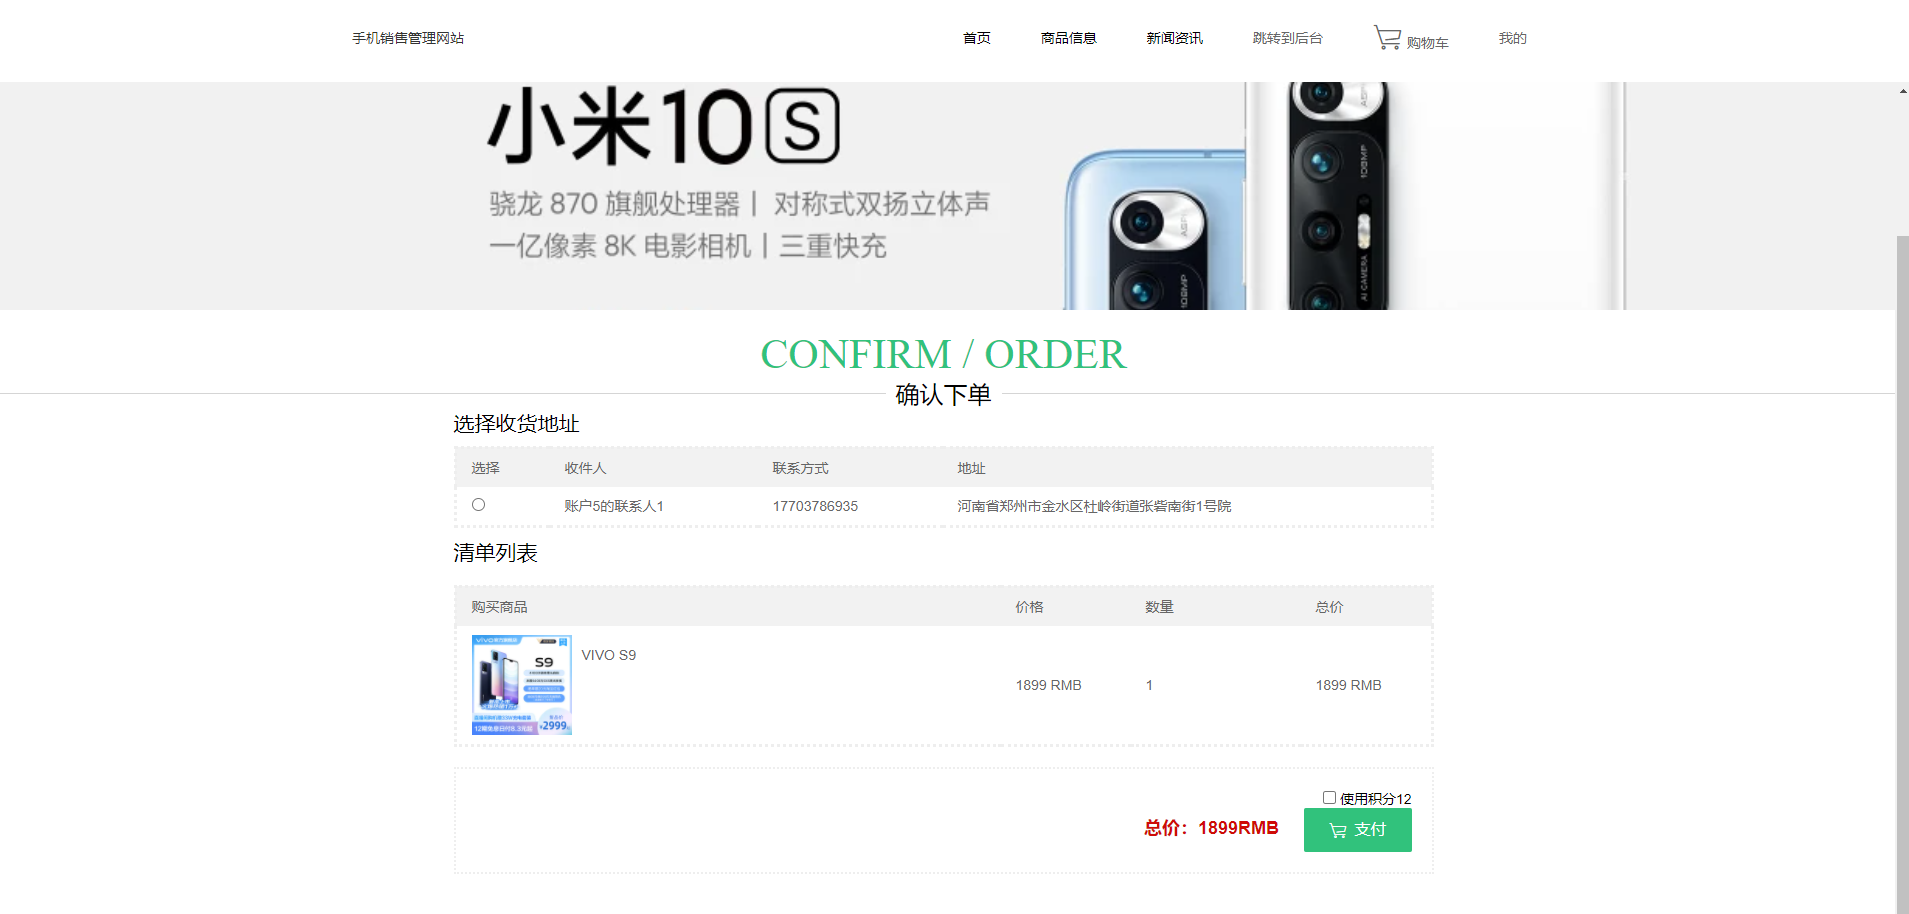 手机销售管理网站 首页 商品信息 新闻资讯 跳转到后台 购物车 我的
小米10 S
骁龙 870 旗舰处理器丨 对称式双扬立体声
一亿像素 8K 电影相机丨三重快充
108MP
AI CAMERA
108MP
CONFIRM / ORDER
确认下单
选择收货地址
选择 收件人 联系方式 地址
账户5的联系人1 17703786935 河南省郑州市金水区杜岭街道张砦南街1号院
清单列表
购买商品 价格 数量 总价
VIVO
S9
2999
VIVO S9
1899 RMB 1 1899 RMB
使用积分12
总价：1899RMB 支付